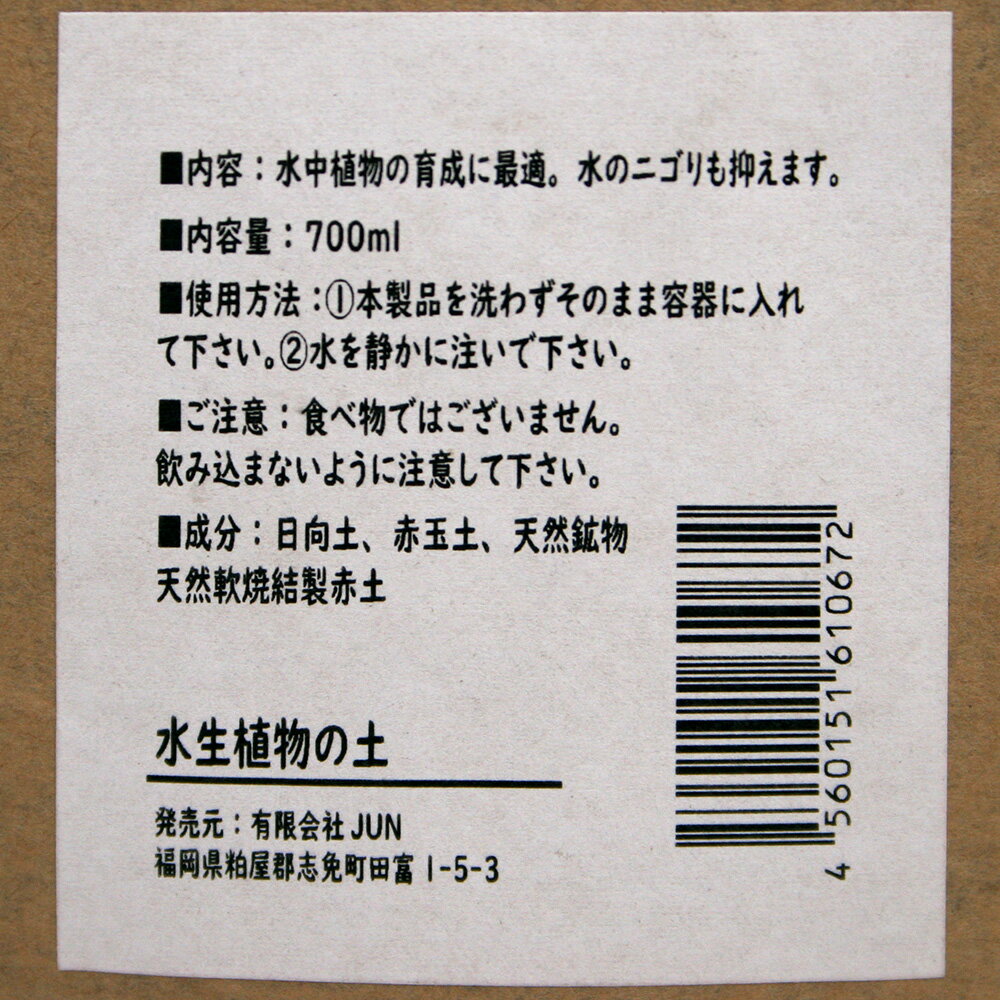 ■内容：水中植物の育成に最適。水のニゴリも抑えます。
■内容量：700ml
■使用方法：①本製品を洗わずそのまま容器に入れ
て下さい。②水を静かに注いで下さい。
■ご注意：食べ物ではございません。
飲み込まないように注意して下さい。
■成分：日向土、赤玉土、天然鉱物
天然軟焼結製赤土
水生植物の土
発売元：有限会社JUN
福岡県粕屋郡志免町田富1-5-3
4560151610672